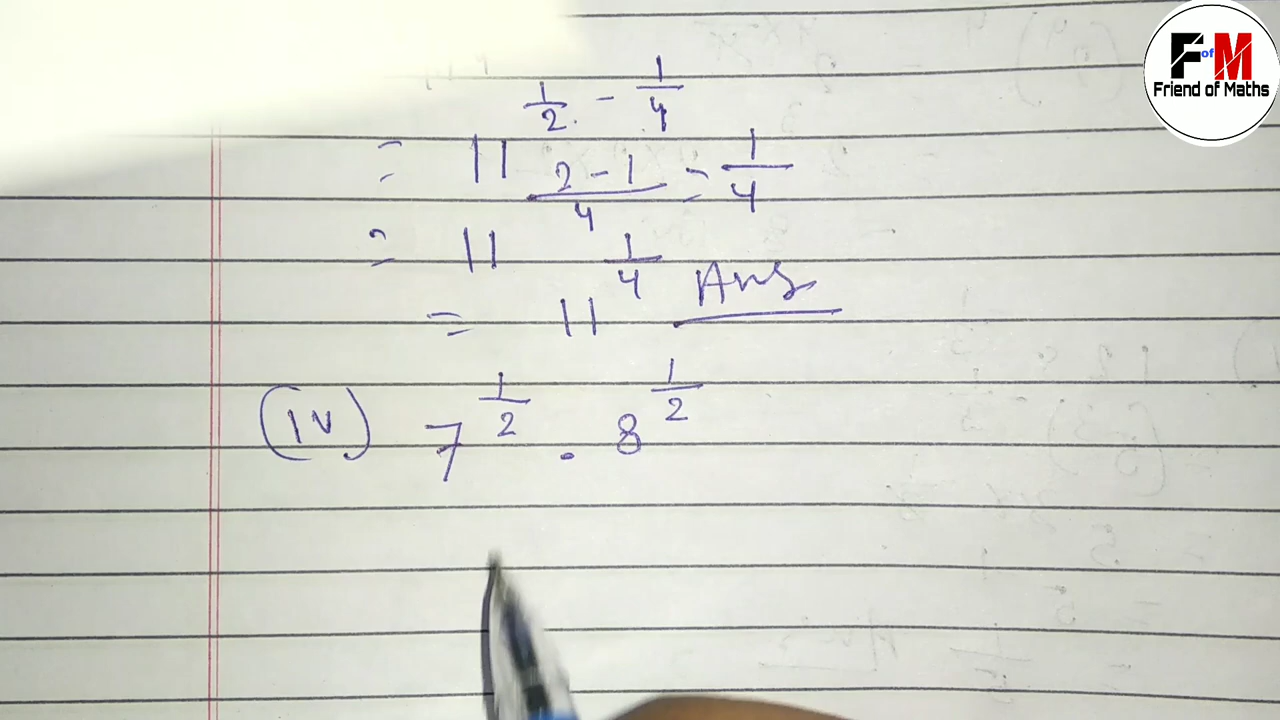 FofM
Friend of Maths
1/2 - 1/4
= 11 (2-1)/4 = 1/4
= 11 1/4
= 11 Ans
(iv) 7^(1/2) . 8^(1/2)